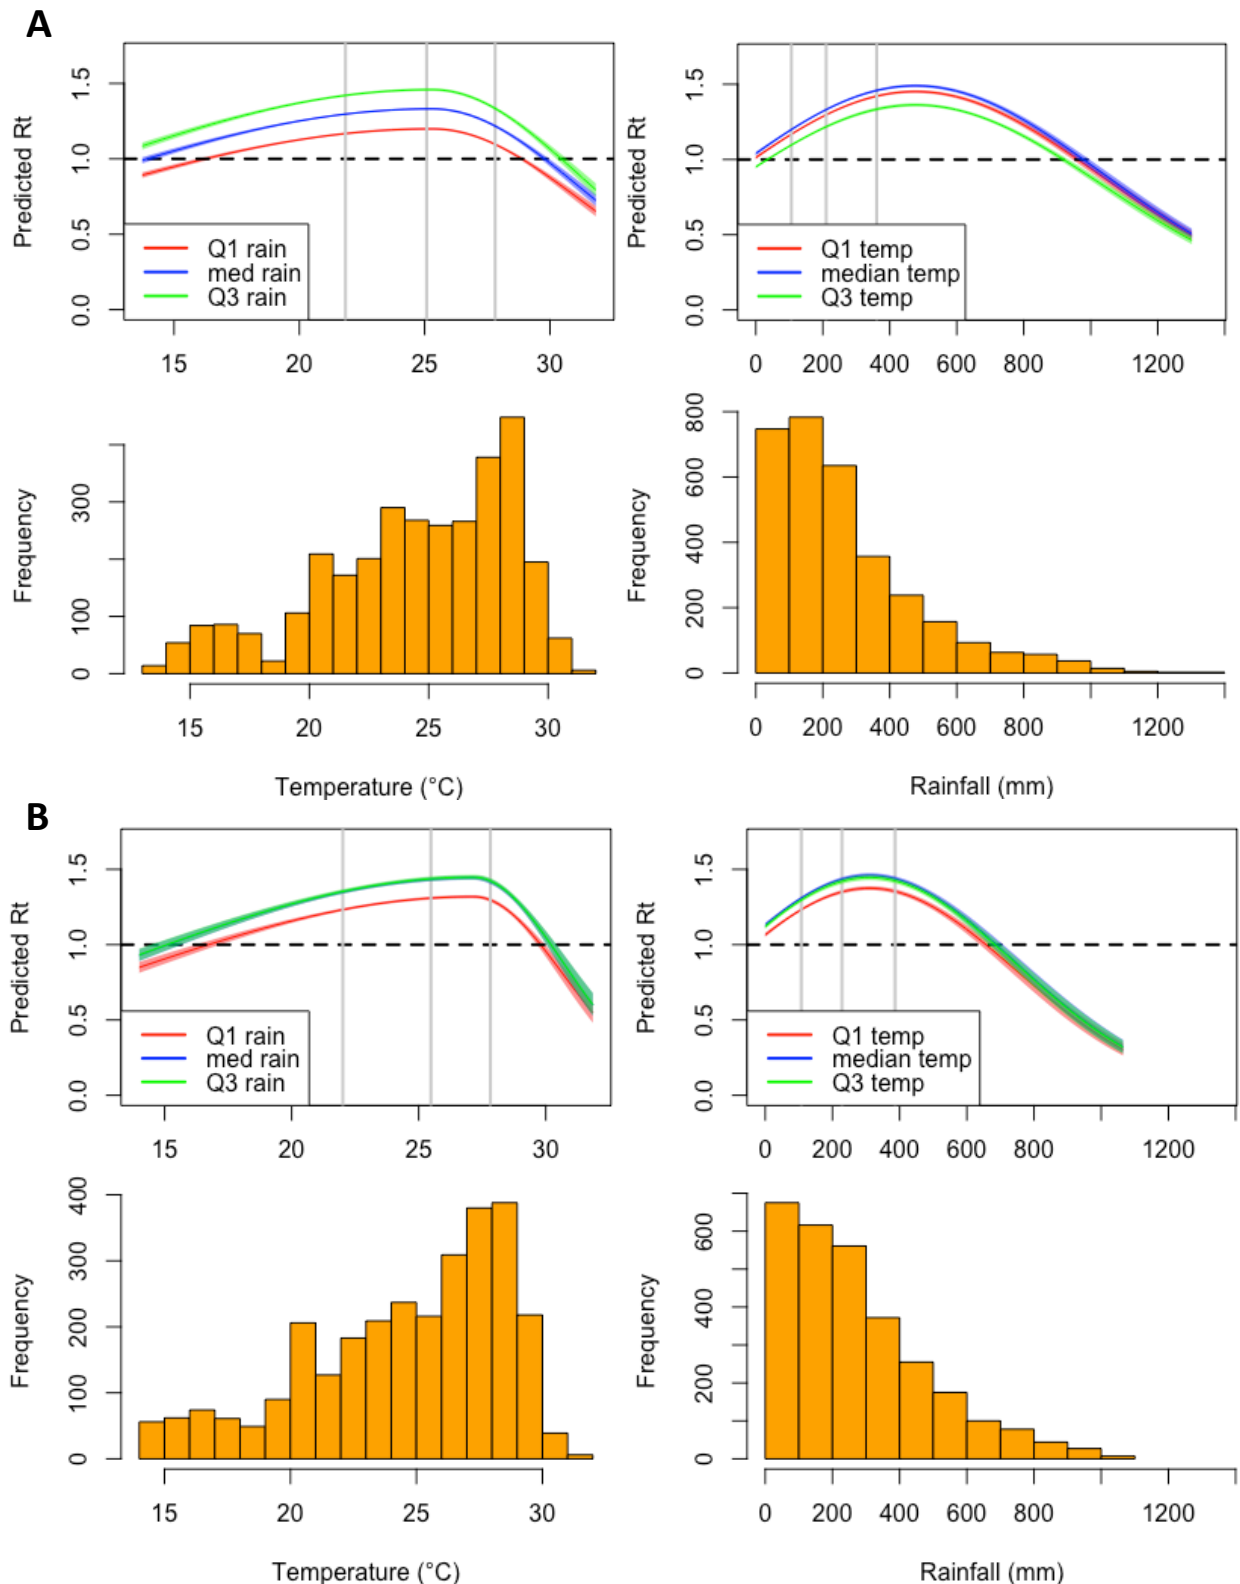 A
Predicted Rt
0.0 0.5 1.0 1.5
Q1 rain
med rain
Q3 rain
15 20 25 30
Predicted Rt
0.0 0.5 1.0 1.5
Q1 temp
median temp
Q3 temp
0 200 400 600 800 1200
Frequency
0 100 300
15 20 25 30
Temperature (°C)
Frequency
0 200 400 600 800
0 200 400 600 800 1200
Rainfall (mm)
B
Predicted Rt
0.0 0.5 1.0 1.5
Q1 rain
med rain
Q3 rain
15 20 25 30
Predicted Rt
0.0 0.5 1.0 1.5
Q1 temp
median temp
Q3 temp
0 200 400 600 800 1200
Frequency
0 100 200 300 400
15 20 25 30
Temperature (°C)
Frequency
0 200 400 600
0 200 400 600 800 1200
Rainfall (mm)